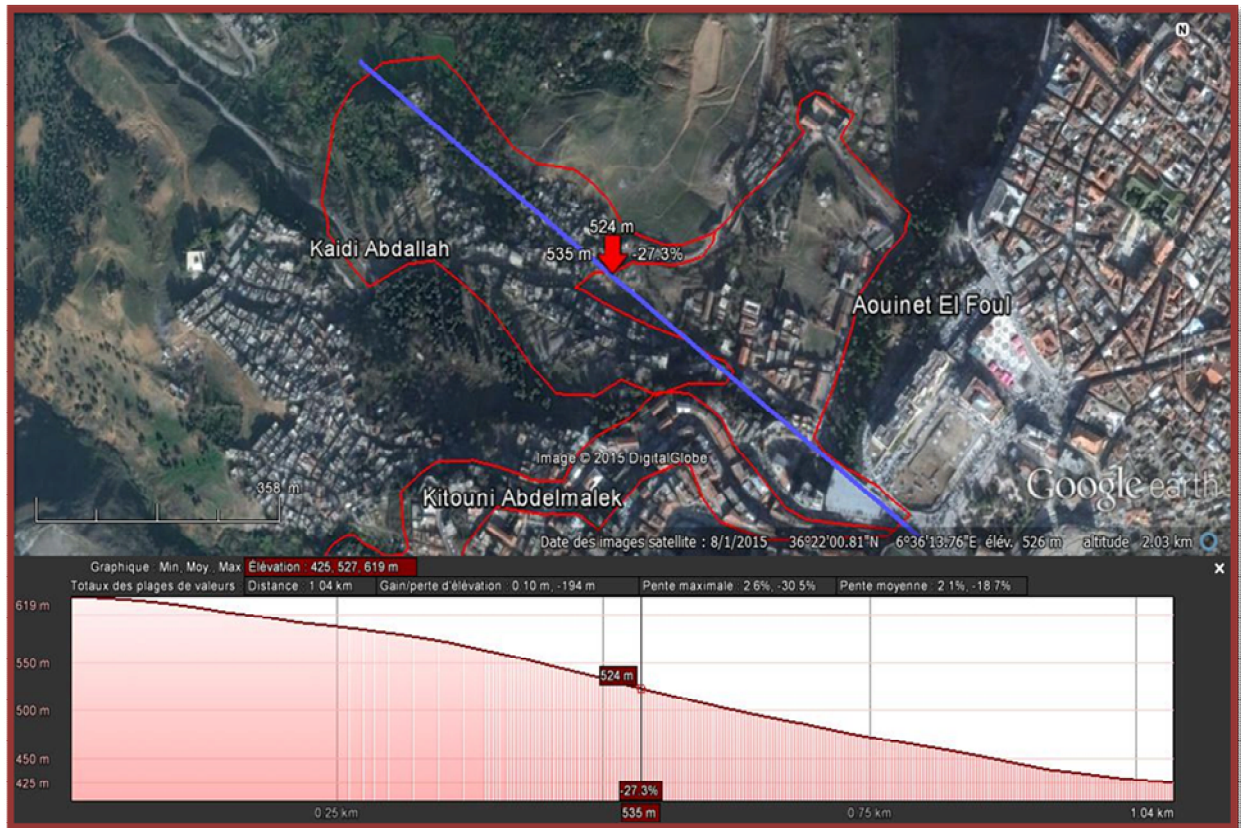 N
524 m
535 m -27.3%
Kaidi Abdallah
Aouinet El Foul
Image © 2015 DigitalGlobe
358 m
Kitouni Abdelmalek
Google earth
Date des images satellite : 8/1/2015 36°22'00.81"N 6°36'13.76"E élév. 526 m altitude 2.03 km
Graphique : Min, Moy, Max Élévation : 425, 527, 619 m
Totaux des plages de valeurs Distance : 1.04 km Gain/perte d'élévation : 0.10 m, -194 m Pente maximale : 2.6%, -30.5% Pente moyenne : 2.1%, -18.7%
619 m
550 m
524 m
500 m
450 m
425 m
-27.3%
0.25 km 535 m 0.75 km 1.04 km